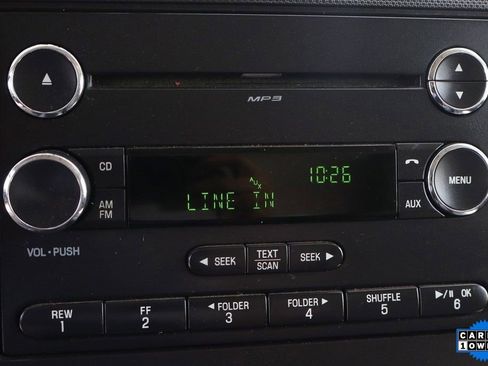 MP3
CD
AUX
10:26
LINE IN
MENU
AM
FM
AUX
VOL • PUSH
◄ SEEK
TEXT
SCAN
SEEK ►
REW
1
FF
2
◄ FOLDER
3
FOLDER ►
4
SHUFFLE
5
►/II OK
6
1